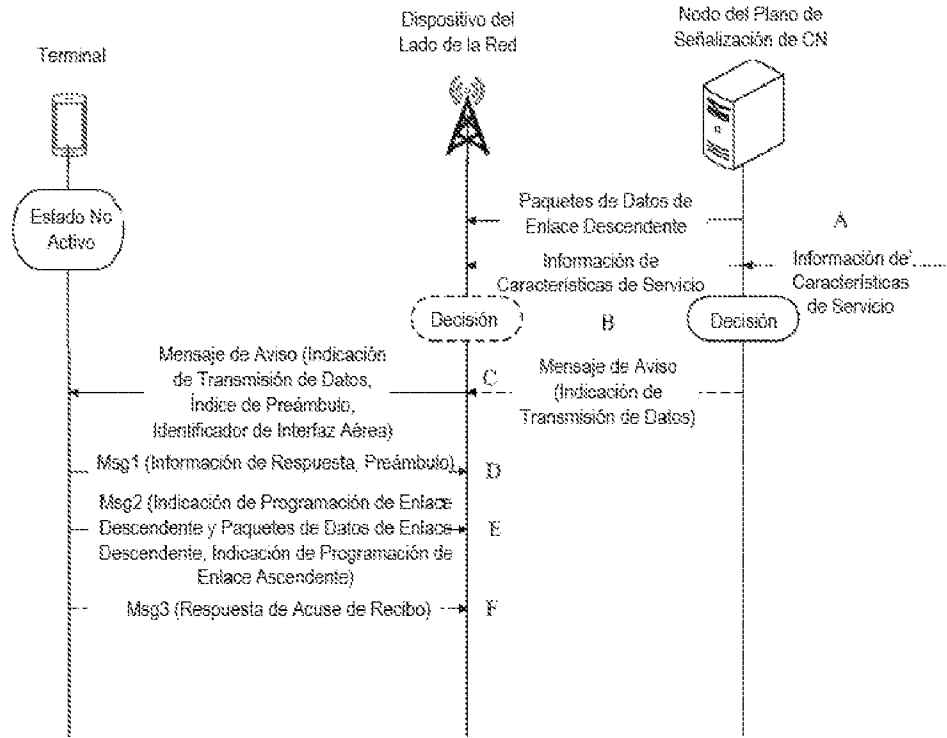 Terminal
Dispositivo del
Lado de la Red
Nodo del Plano de
Señalización de CN
Estado No
Activo
Paquetes de Datos de
Enlace Descendente
A
Información de
Características de Servicio
Información de
Características
de Servicio
Decisión
B
Decisión
Mensaje de Aviso (Indicación
de Transmisión de Datos,
Índice de Preámbulo,
Identificador de Interfaz Aérea)
C
Mensaje de Aviso
(Indicación de
Transmisión de Datos)
Msg1 (Información de Respuesta, Preámbulo)
D
Msg2 (Indicación de Programación de Enlace
Descendente y Paquetes de Datos de Enlace
Descendente, Indicación de Programación de
Enlace Ascendente)
E
Msg3 (Respuesta de Acuse de Recibo)
F